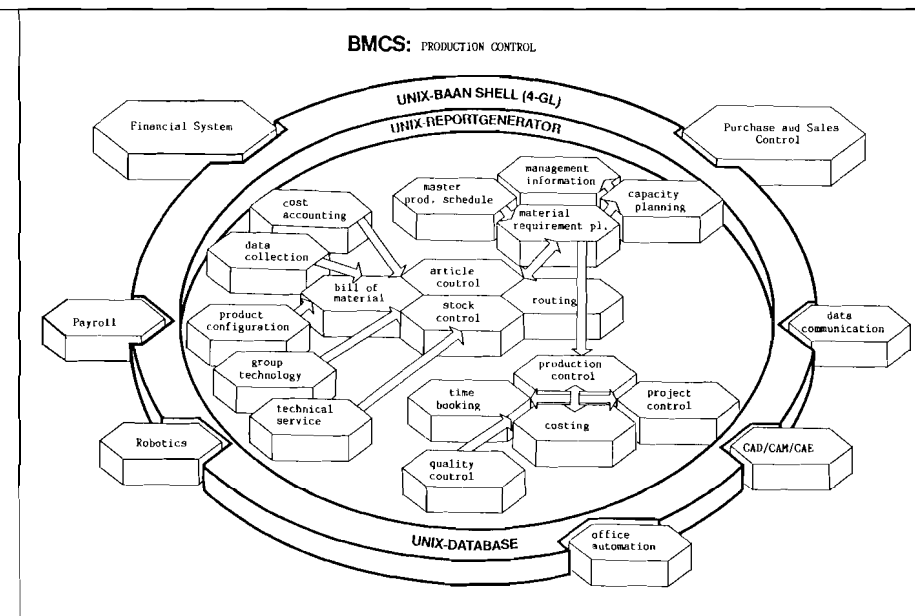 BMCS: PRODUCTION CONTROL
UNIX-BAAN SHELL (4-GL)
UNIX-REPORTGENERATOR
Financial System
Purchase and Sales
Control
management
information
master
prod. schedule
capacity
planning
material
requirement pl.
cost
accounting
data
collection
article
control
bill of
material
stock
control
routing
product
configuration
Payroll
data
communication
group
technology
production
control
time
booking
project
control
technical
service
costing
Robotics
quality
control
CAD/CAM/CAE
UNIX-DATABASE
office
automation